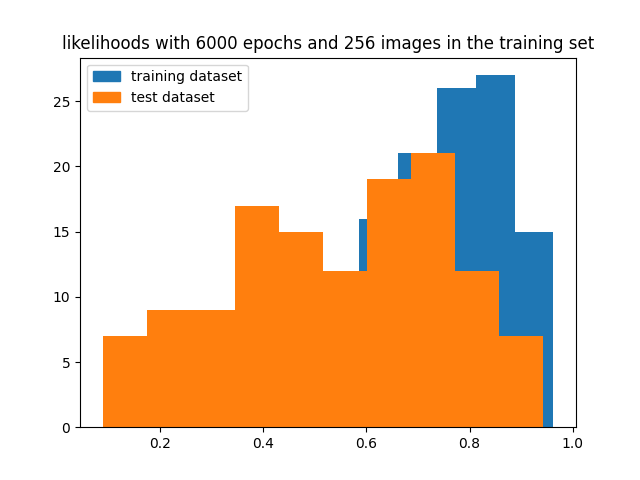 likelihoods with 6000 epochs and 256 images in the training set
training dataset
test dataset
25
20
15
10
5
0
0.2 0.4 0.6 0.8 1.0